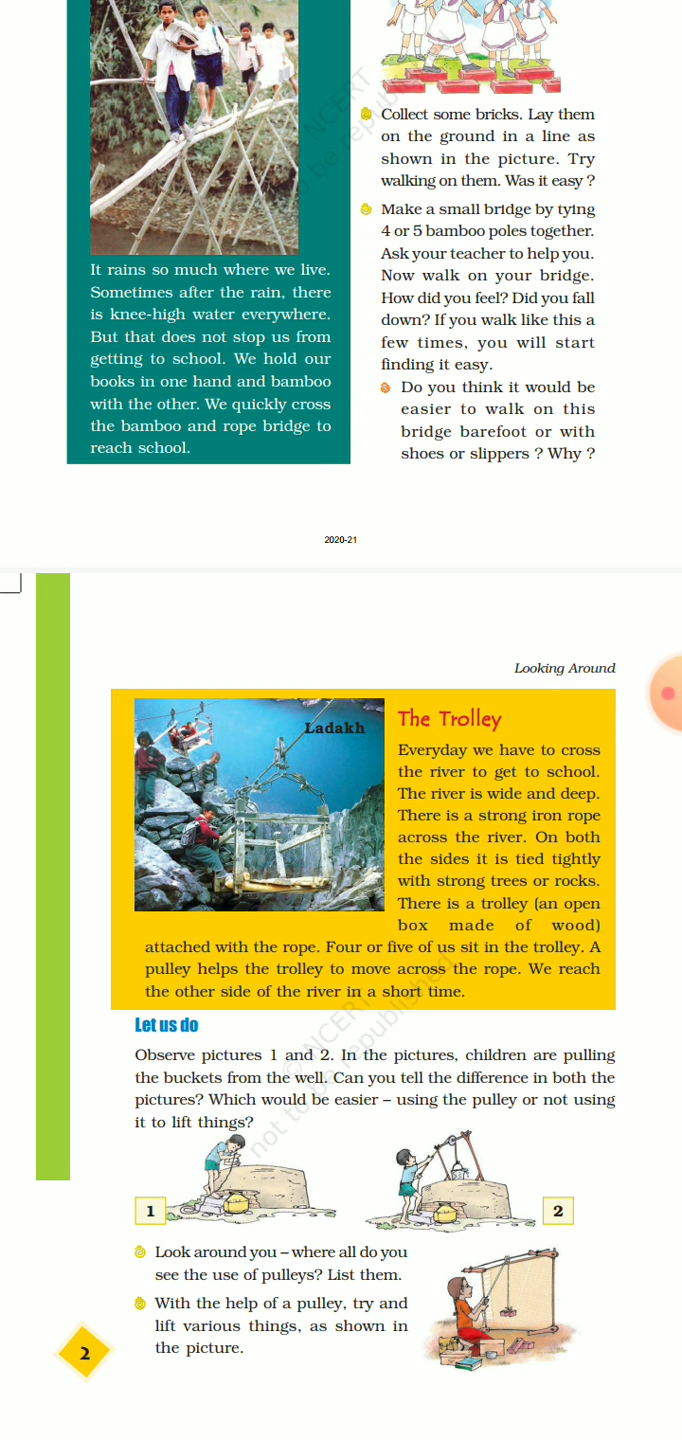 It rains so much where we live.
Sometimes after the rain, there
is knee-high water everywhere.
But that does not stop us from
getting to school. We hold our
books in one hand and bamboo
with the other. We quickly cross
the bamboo and rope bridge to
reach school.
Collect some bricks. Lay them
on the ground in a line as
shown in the picture. Try
walking on them. Was it easy ?
Make a small bridge by tying
4 or 5 bamboo poles together.
Ask your teacher to help you.
Now walk on your bridge.
How did you feel? Did you fall
down? If you walk like this a
few times, you will start
finding it easy.
Do you think it would be
easier to walk on this
bridge barefoot or with
shoes or slippers ? Why ?
NCERT
2020-21
Looking Around
Ladakh
The Trolley
Everyday we have to cross
the river to get to school.
The river is wide and deep.
There is a strong iron rope
across the river. On both
the sides it is tied tightly
with strong trees or rocks.
There is a trolley (an open
box made of wood)
attached with the rope. Four or five of us sit in the trolley. A
pulley helps the trolley to move across the rope. We reach
the other side of the river in a short time.
Let us do
Observe pictures 1 and 2. In the pictures, children are pulling
the buckets from the well. Can you tell the difference in both the
pictures? Which would be easier – using the pulley or not using
it to lift things?
© NCERT
not to be republished
1
2
Look around you – where all do you
see the use of pulleys? List them.
With the help of a pulley, try and
lift various things, as shown in
the picture.
2